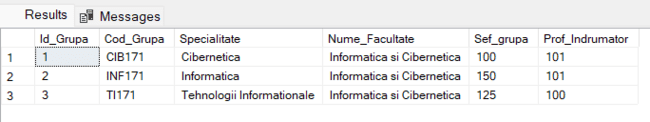 Results Messages
Id_Grupa Cod_Grupa Specialitate Nume_Facultate Sef_grupa Prof_Indrumator
1 1 CIB171 Cibernetica Informatica si Cibernetica 100 101
2 2 INF171 Informatica Informatica si Cibernetica 150 101
3 3 TI171 Tehnologii Informationale Informatica si Cibernetica 125 100